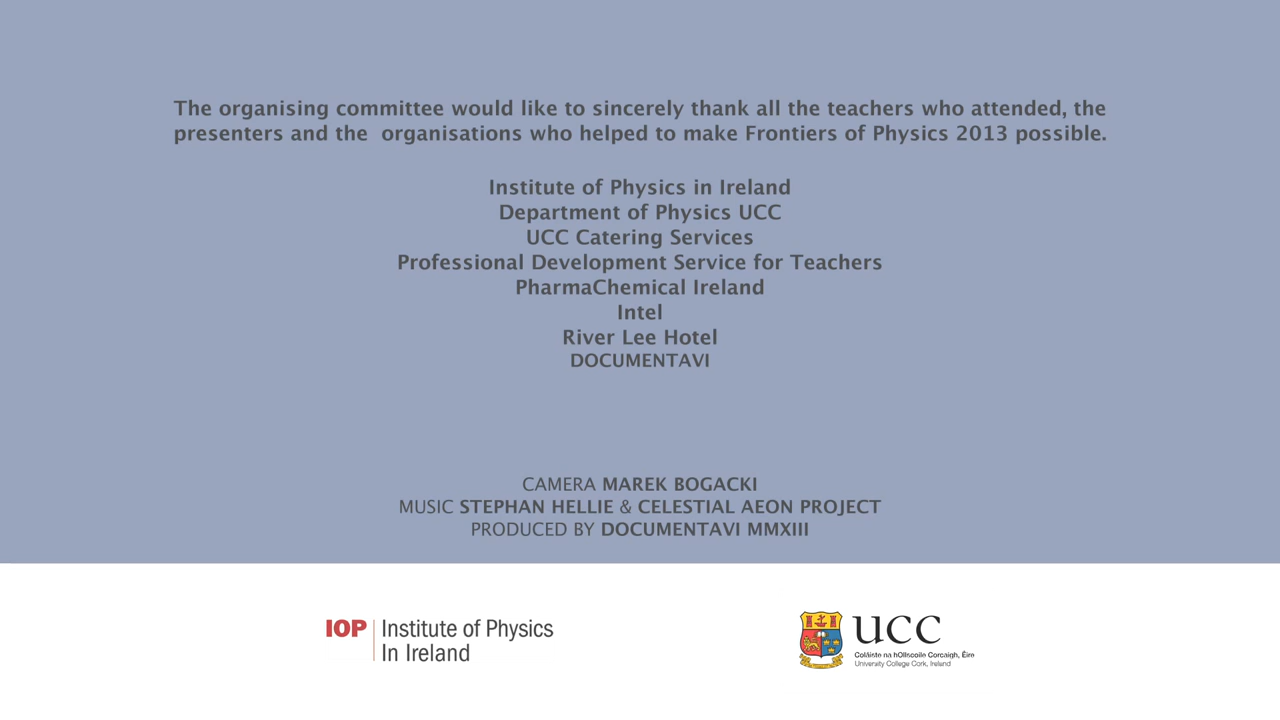 The organising committee would like to sincerely thank all the teachers who attended, the
presenters and the organisations who helped to make Frontiers of Physics 2013 possible.
Institute of Physics in Ireland
Department of Physics UCC
UCC Catering Services
Professional Development Service for Teachers
PharmaChemical Ireland
Intel
River Lee Hotel
DOCUMENTAVI
CAMERA MAREK BOGACKI
MUSIC STEPHAN HELLIE & CELESTIAL AEON PROJECT
PRODUCED BY DOCUMENTAVI MMXIII
IOP Institute of Physics
In Ireland
UCC
Coláiste na hOllscoile Corcaigh, Éire
University College Cork, Ireland